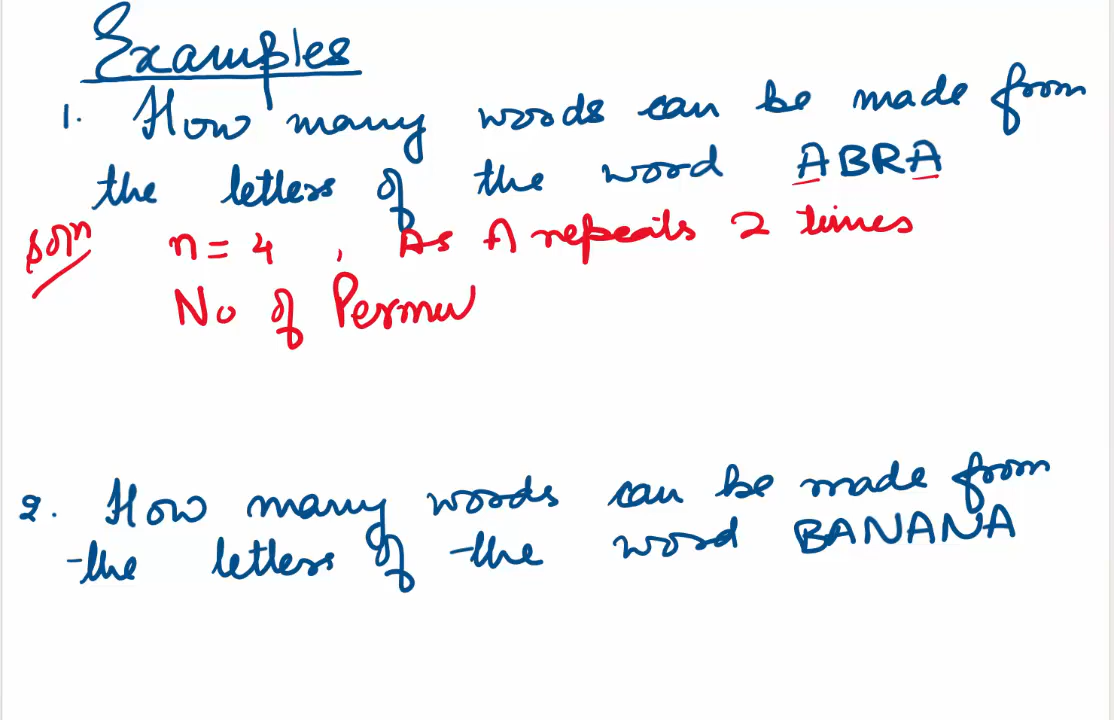 Examples
1. How many words can be made from
the letters of the word ABRA
Soln n = 4 , As A repeats 2 times
No of Permu
2. How many words can be made from
the letters of the word BANANA